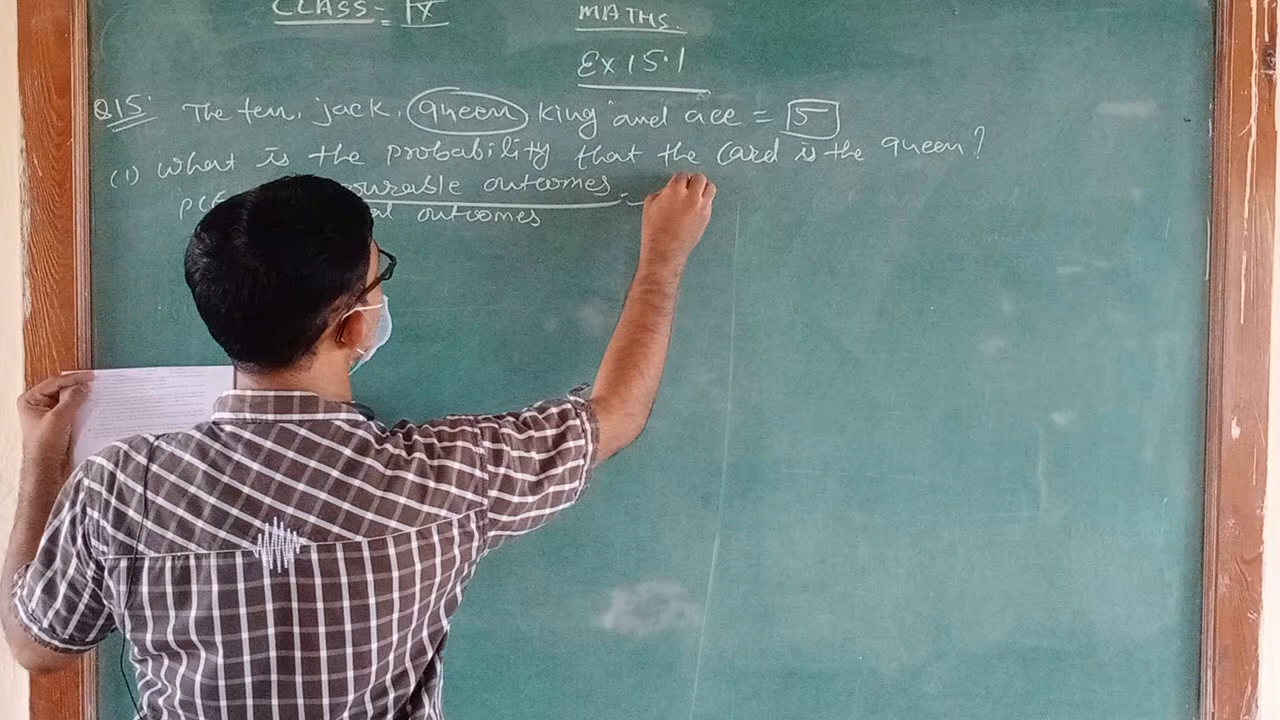 CLASS = IX
MATHS.
Ex 15.1
Q15. The ten, jack, queen king and ace = 5
(1) What is the probability that the card is the queen?
outcomes =
outcomes